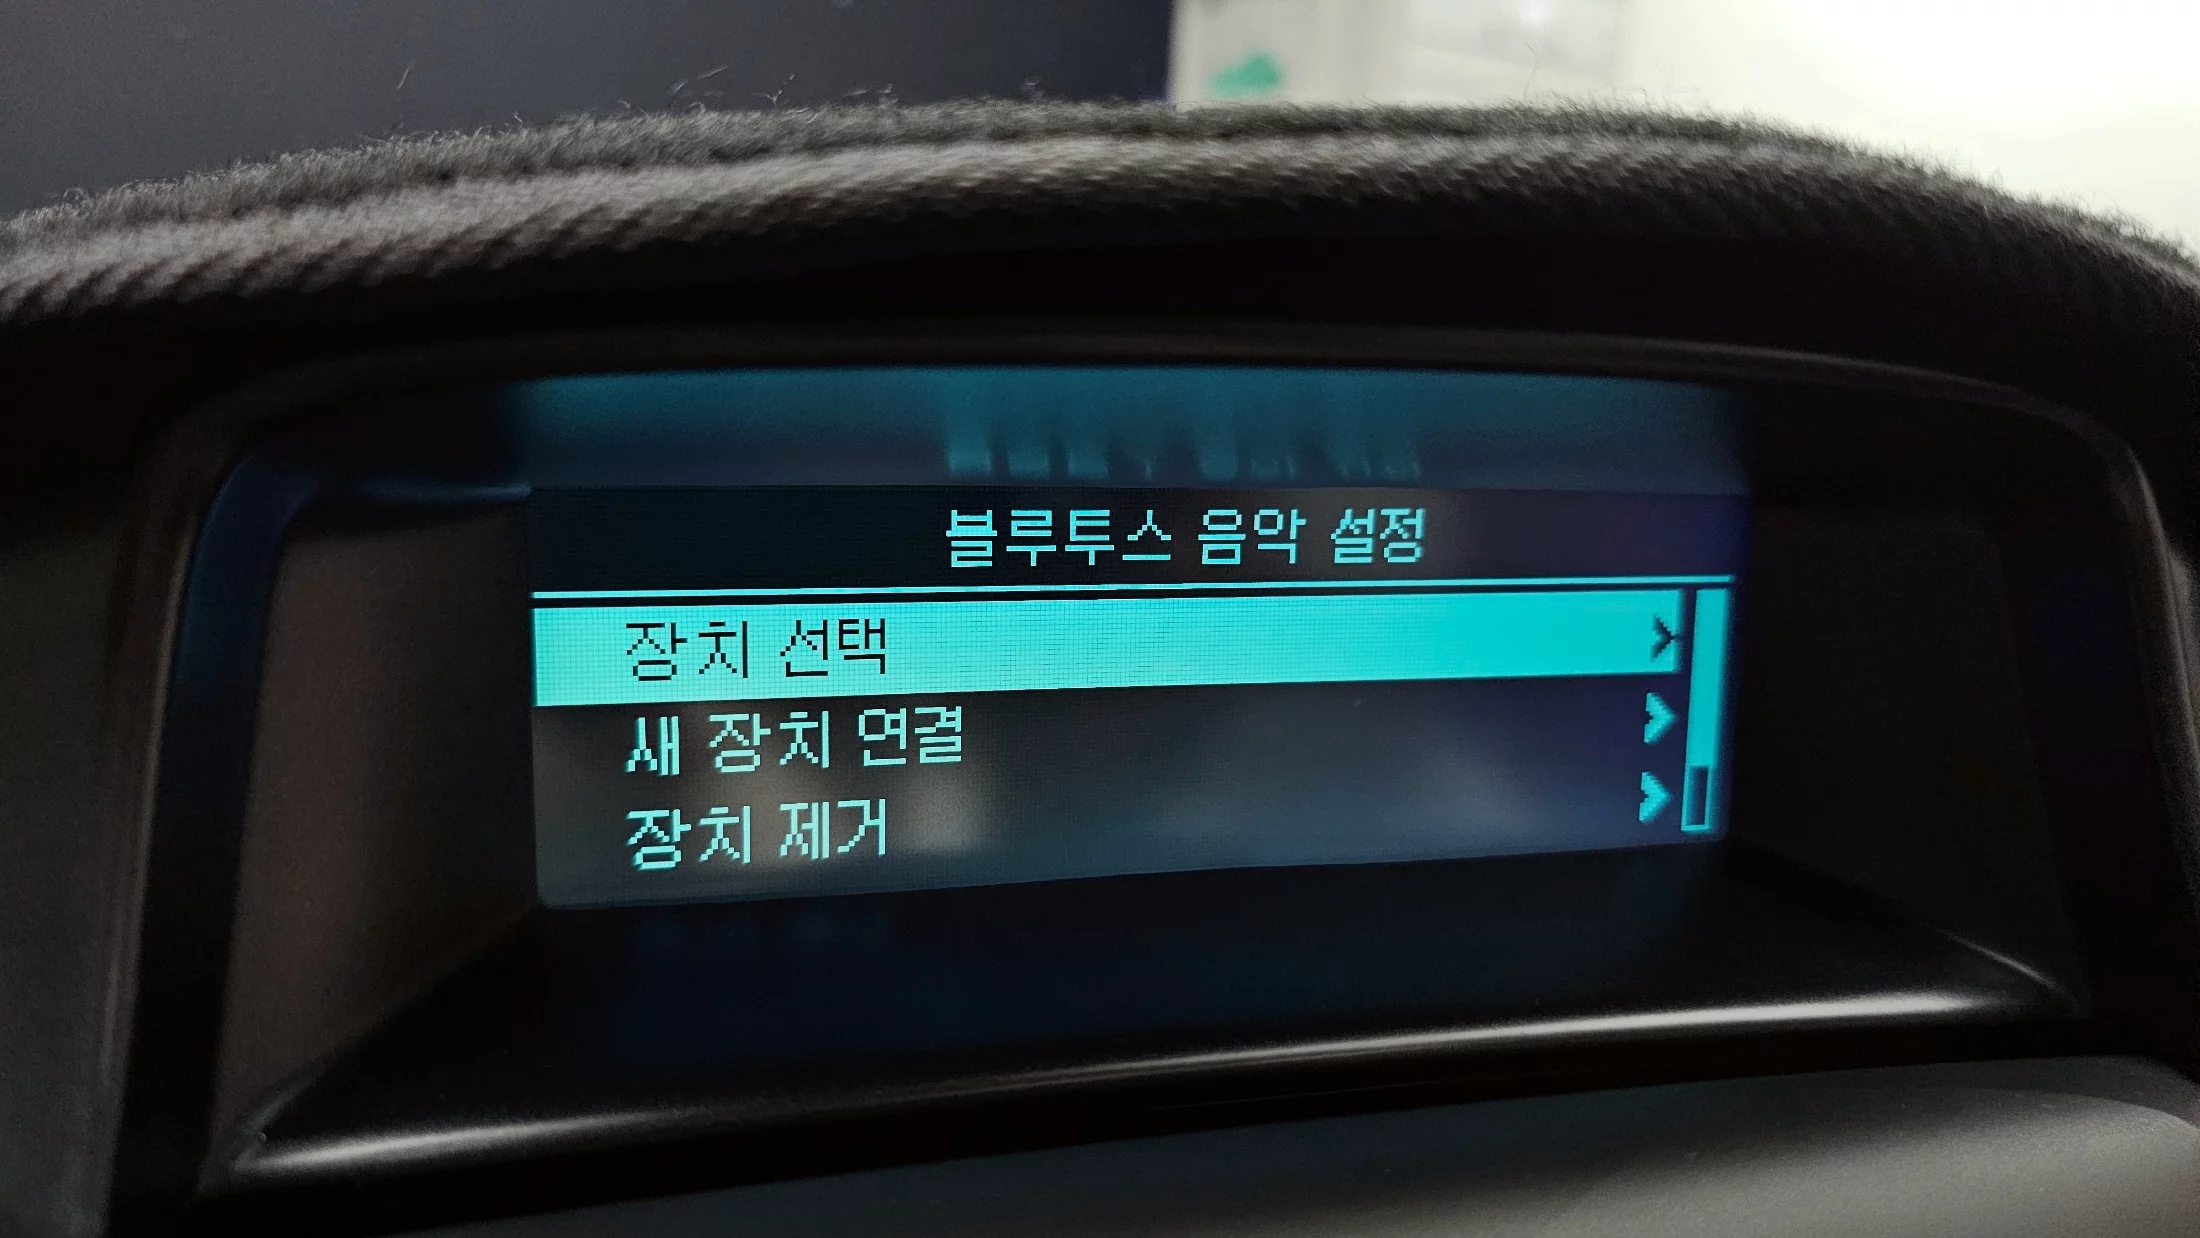 블루투스 음악 설정
장치 선택
새 장치 연결
장치 제거